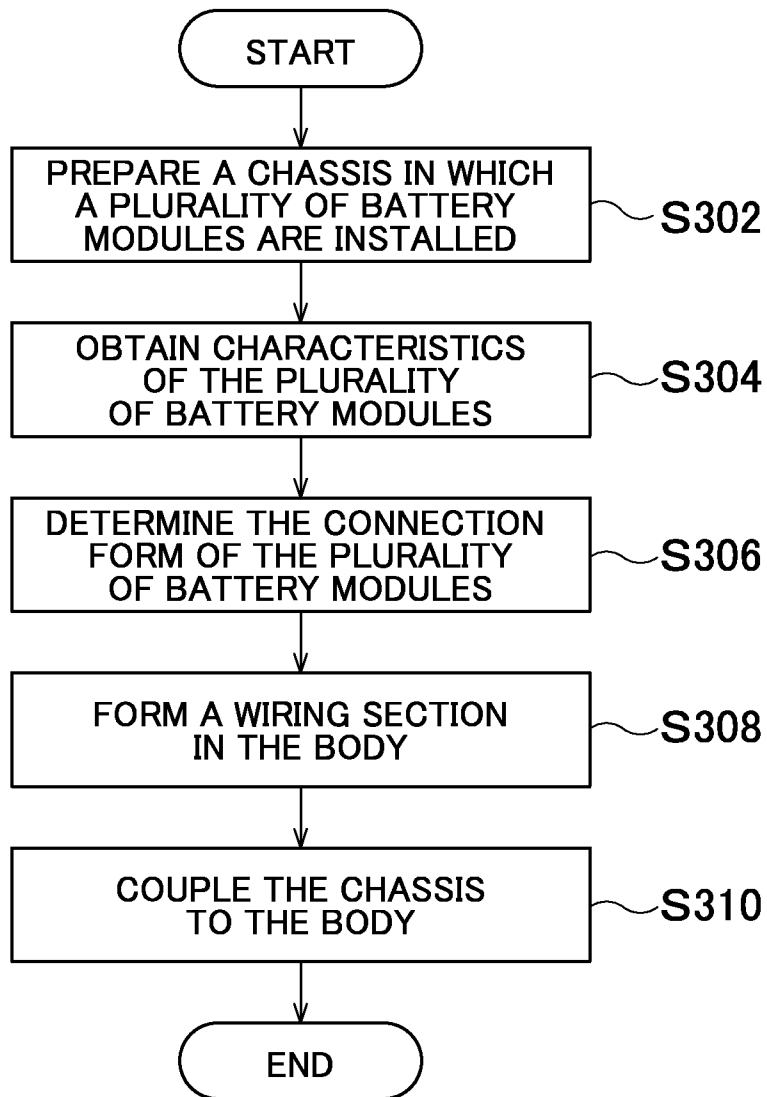 START
PREPARE A CHASSIS IN WHICH
A PLURALITY OF BATTERY
MODULES ARE INSTALLED
S302
OBTAIN CHARACTERISTICS
OF THE PLURALITY
OF BATTERY MODULES
S304
DETERMINE THE CONNECTION
FORM OF THE PLURALITY
OF BATTERY MODULES
S306
FORM A WIRING SECTION
IN THE BODY
S308
COUPLE THE CHASSIS
TO THE BODY
S310
END